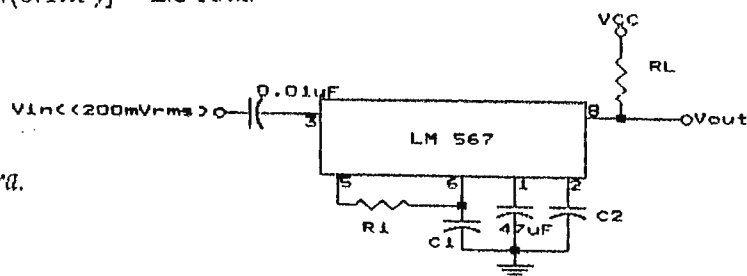 VCC
RL
0.01uF
Vin(<200mVrms)
3
8
Vout
LM 567
ra.
5
6
1
2
R1
C1
47uF
C2